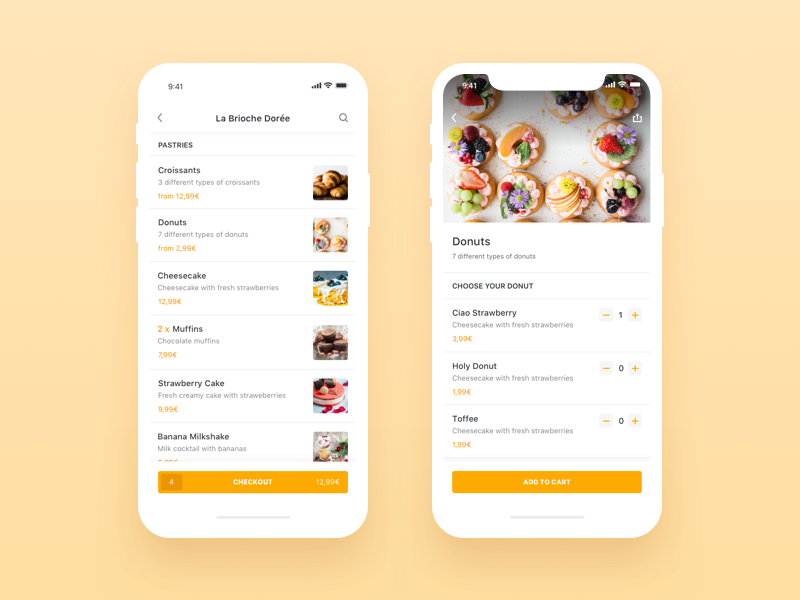 9:41
La Brioche Dorée
PASTRIES
Croissants
3 different types of croissants
from 12,99€
Donuts
7 different types of donuts
from 2,99€
Cheesecake
Cheesecake with fresh strawberries
12,99€
2 x Muffins
Chocolate muffins
7,99€
Strawberry Cake
Fresh creamy cake with straweberries
9,99€
Banana Milkshake
Milk cocktail with bananas
4 CHECKOUT 12,99€
9:41
Donuts
7 different types of donuts
CHOOSE YOUR DONUT
Ciao Strawberry
− 1 +
Cheesecake with fresh strawberries
3,99€
Holy Donut
− 0 +
Cheesecake with fresh strawberries
1,99€
Toffee
− 0 +
Cheesecake with fresh strawberries
1,99€
ADD TO CART